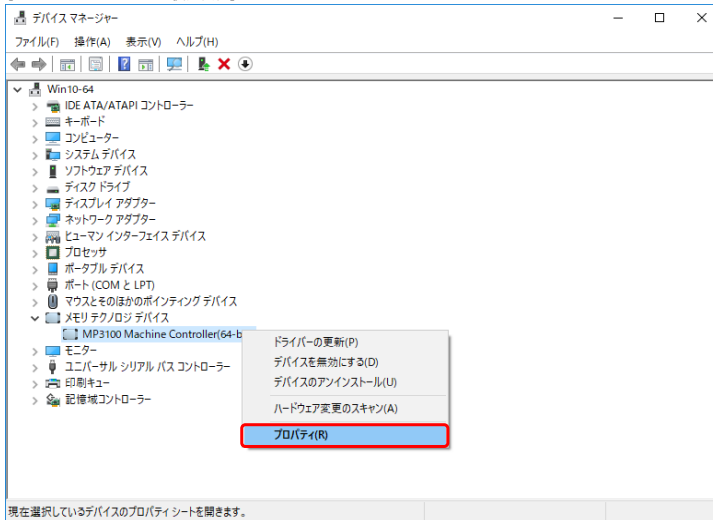 デバイス マネージャー
ファイル(F) 操作(A) 表示(V) ヘルプ(H)
Win10-64
IDE ATA/ATAPI コントローラー
キーボード
コンピューター
システム デバイス
ソフトウェア デバイス
ディスク ドライブ
ディスプレイ アダプター
ネットワーク アダプター
ヒューマン インターフェイス デバイス
プロセッサ
ポータブル デバイス
ポート (COM と LPT)
マウスとそのほかのポインティング デバイス
メモリ テクノロジ デバイス
MP3100 Machine Controller(64-b
モニター
ユニバーサル シリアル バス コントローラー
印刷キュー
記憶域コントローラー
ドライバーの更新(P)
デバイスを無効にする(D)
デバイスのアンインストール(U)
ハードウェア変更のスキャン(A)
プロパティ(R)
現在選択しているデバイスのプロパティ シートを開きます。